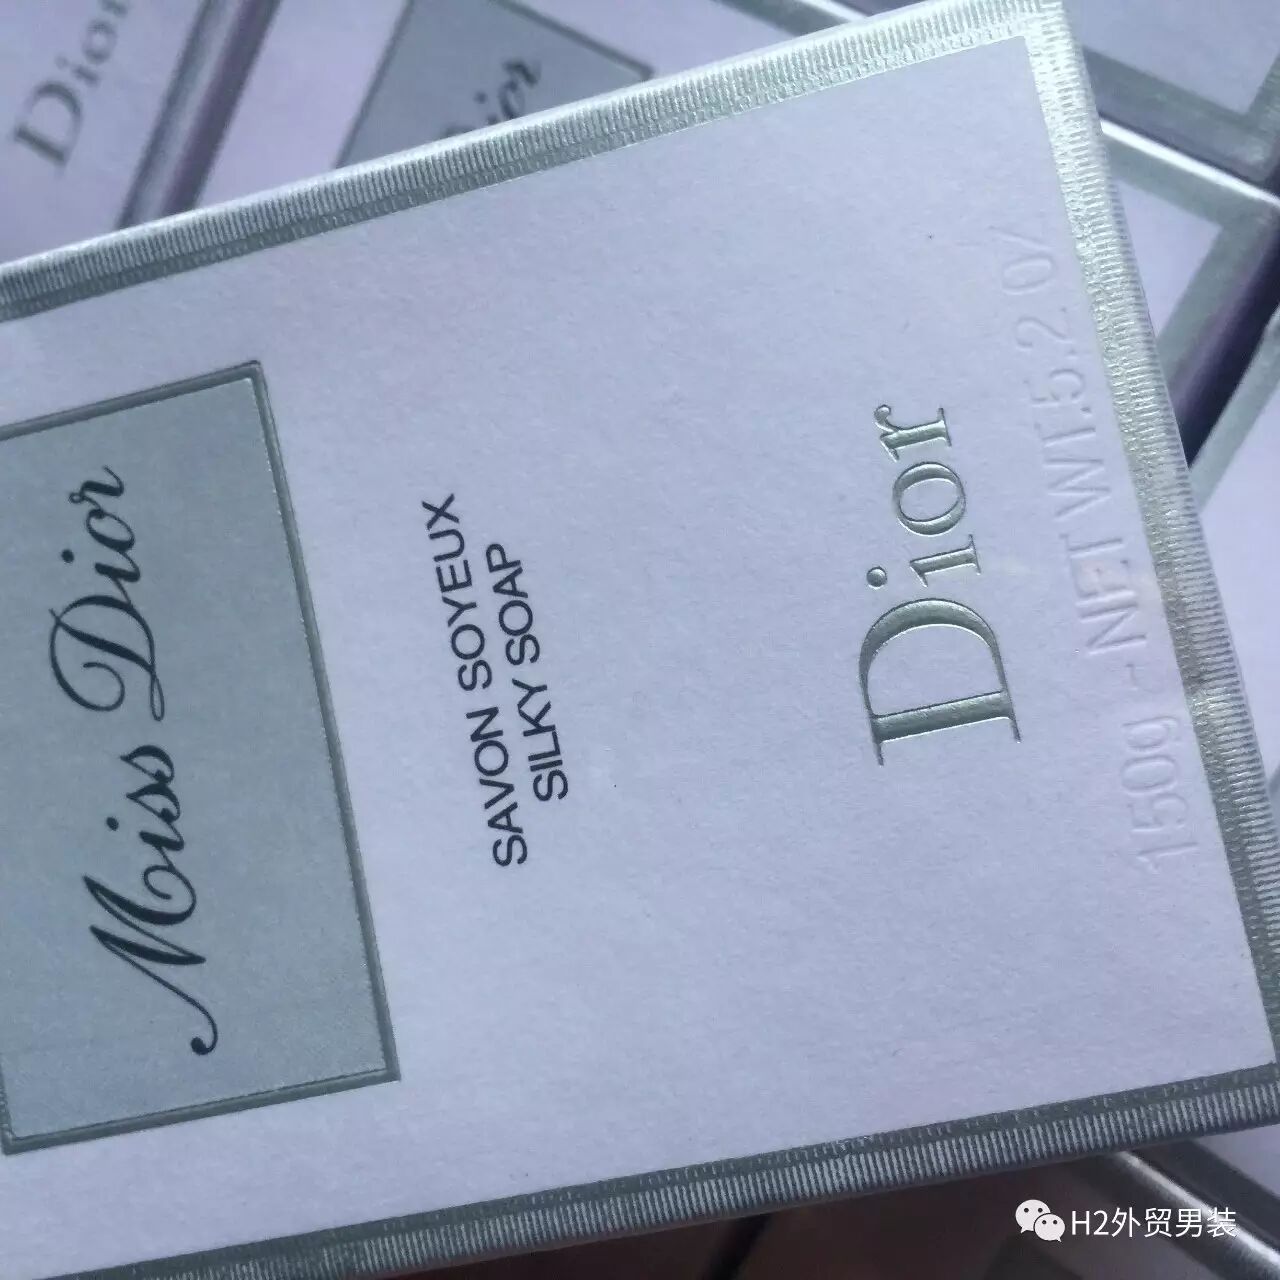 Miss Dior
SAVON SOYEUX
SILKY SOAP
Dior
150g - NET WT.5.2 0/
Dior
H2外贸男装